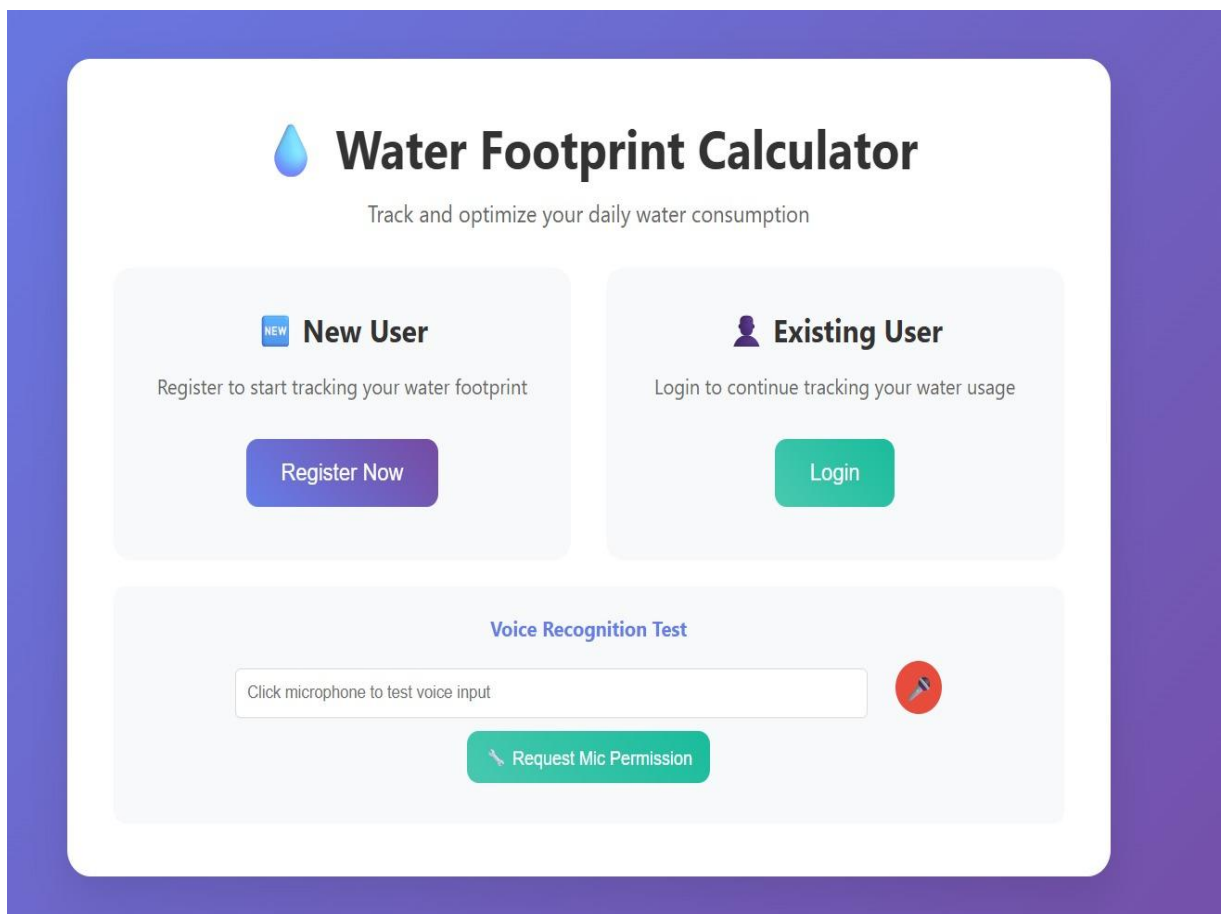 Water Footprint Calculator
Track and optimize your daily water consumption
NEW New User
Register to start tracking your water footprint
Register Now
Existing User
Login to continue tracking your water usage
Login
Voice Recognition Test
Click microphone to test voice input
Request Mic Permission